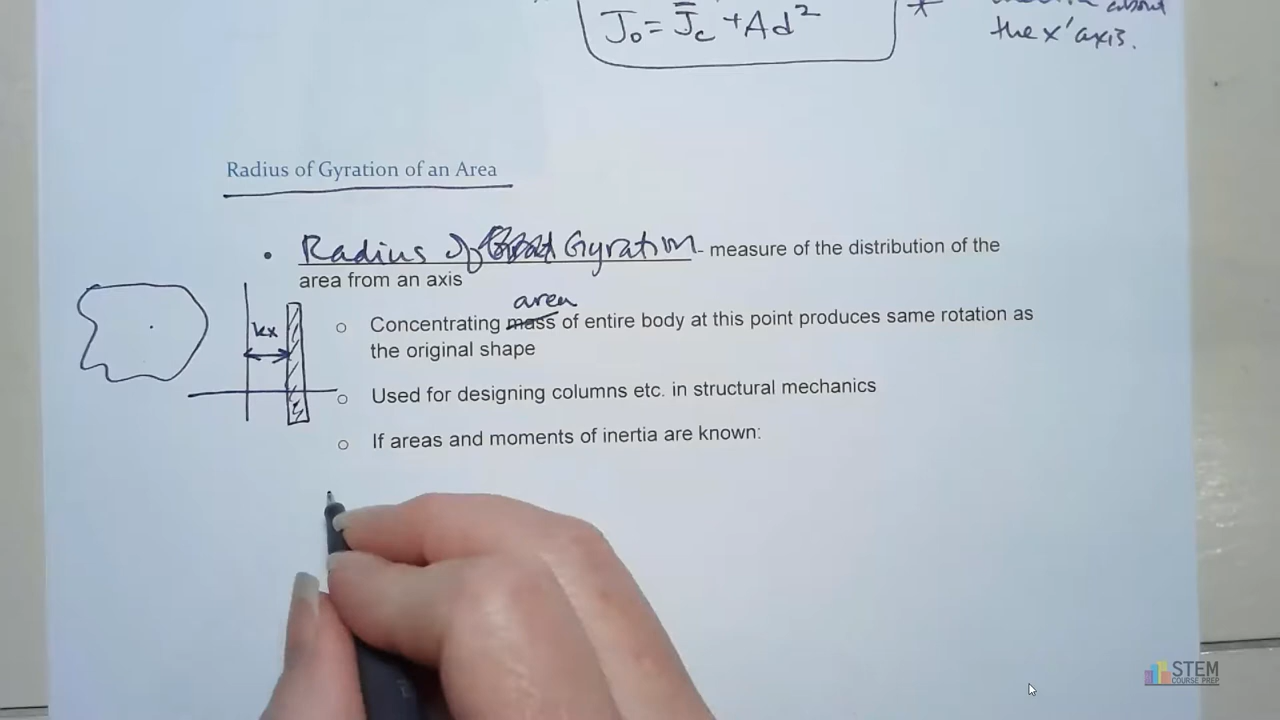 J₀ = J̅c + Ad²
*
about
the x' axis.
Radius of Gyration of an Area
• Radius of Gyration - measure of the distribution of the
area from an axis
kx
area
○ Concentrating mass of entire body at this point produces same rotation as
the original shape
○ Used for designing columns etc. in structural mechanics
○ If areas and moments of inertia are known:
STEM
COURSE PREP